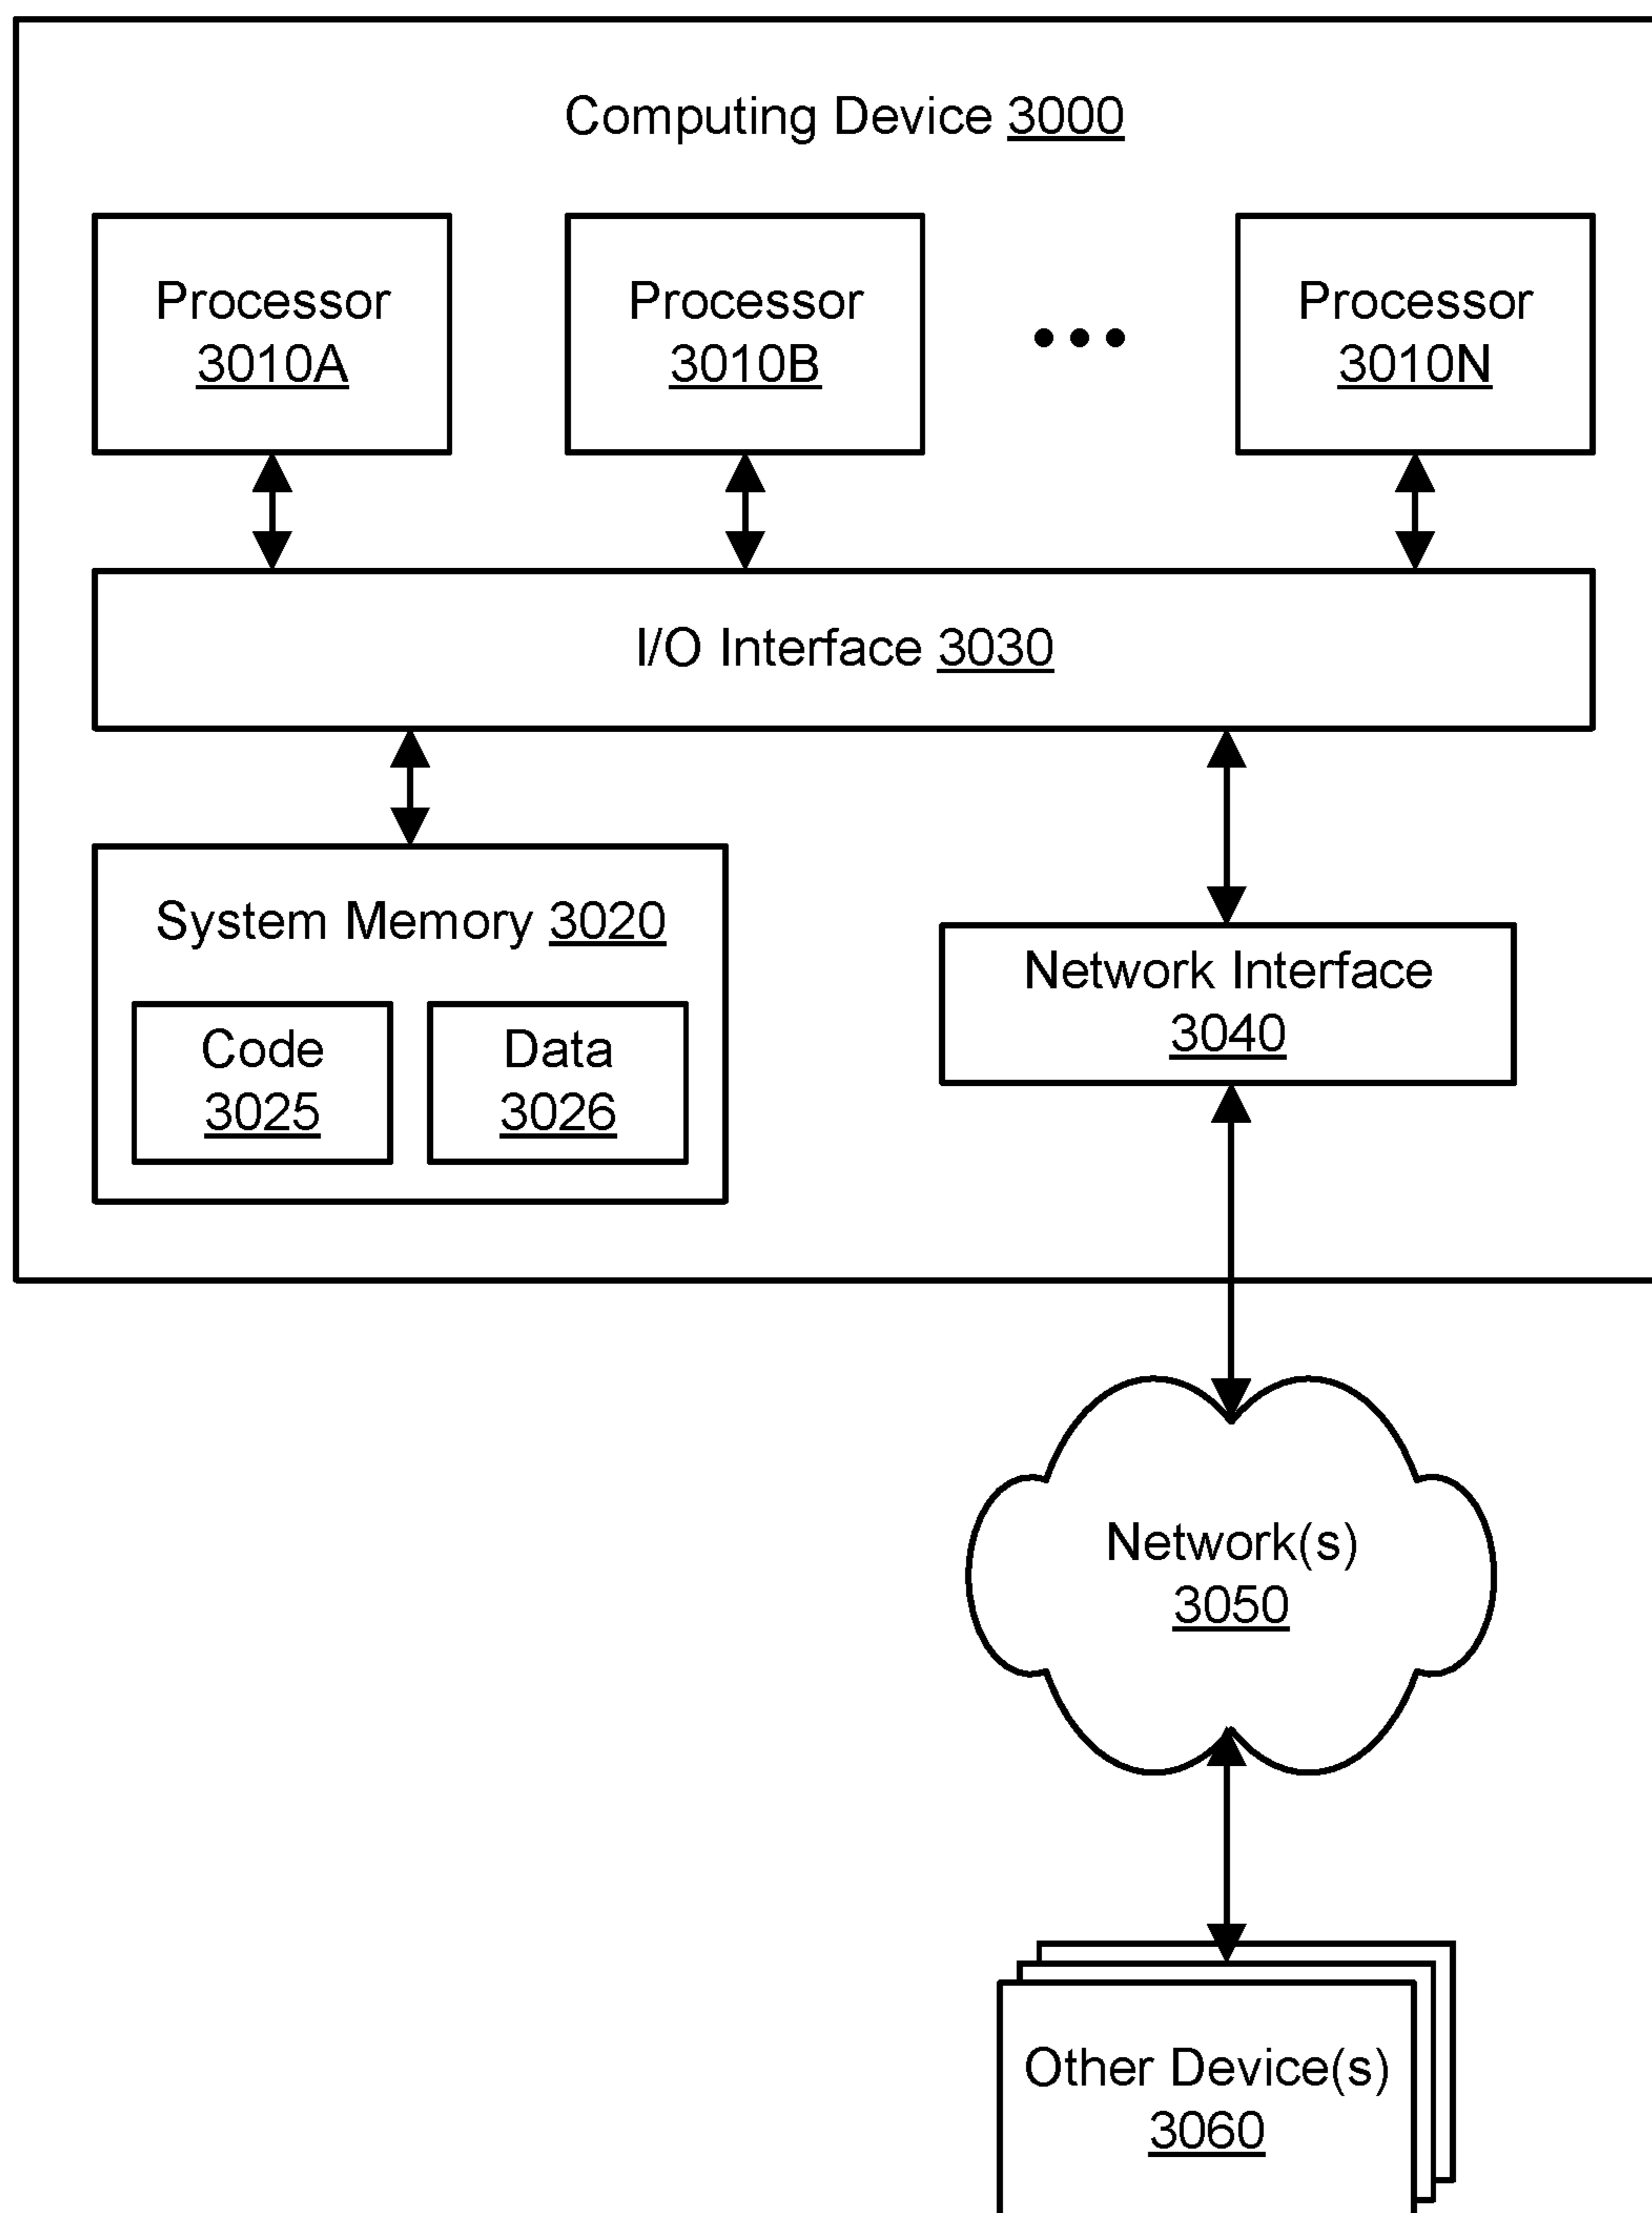 Computing Device 3000
Processor
3010A
Processor
3010B
Processor
3010N
I/O Interface 3030
System Memory 3020
Code
3025
Data
3026
Network Interface
3040
Network(s)
3050
Other Device(s)
3060